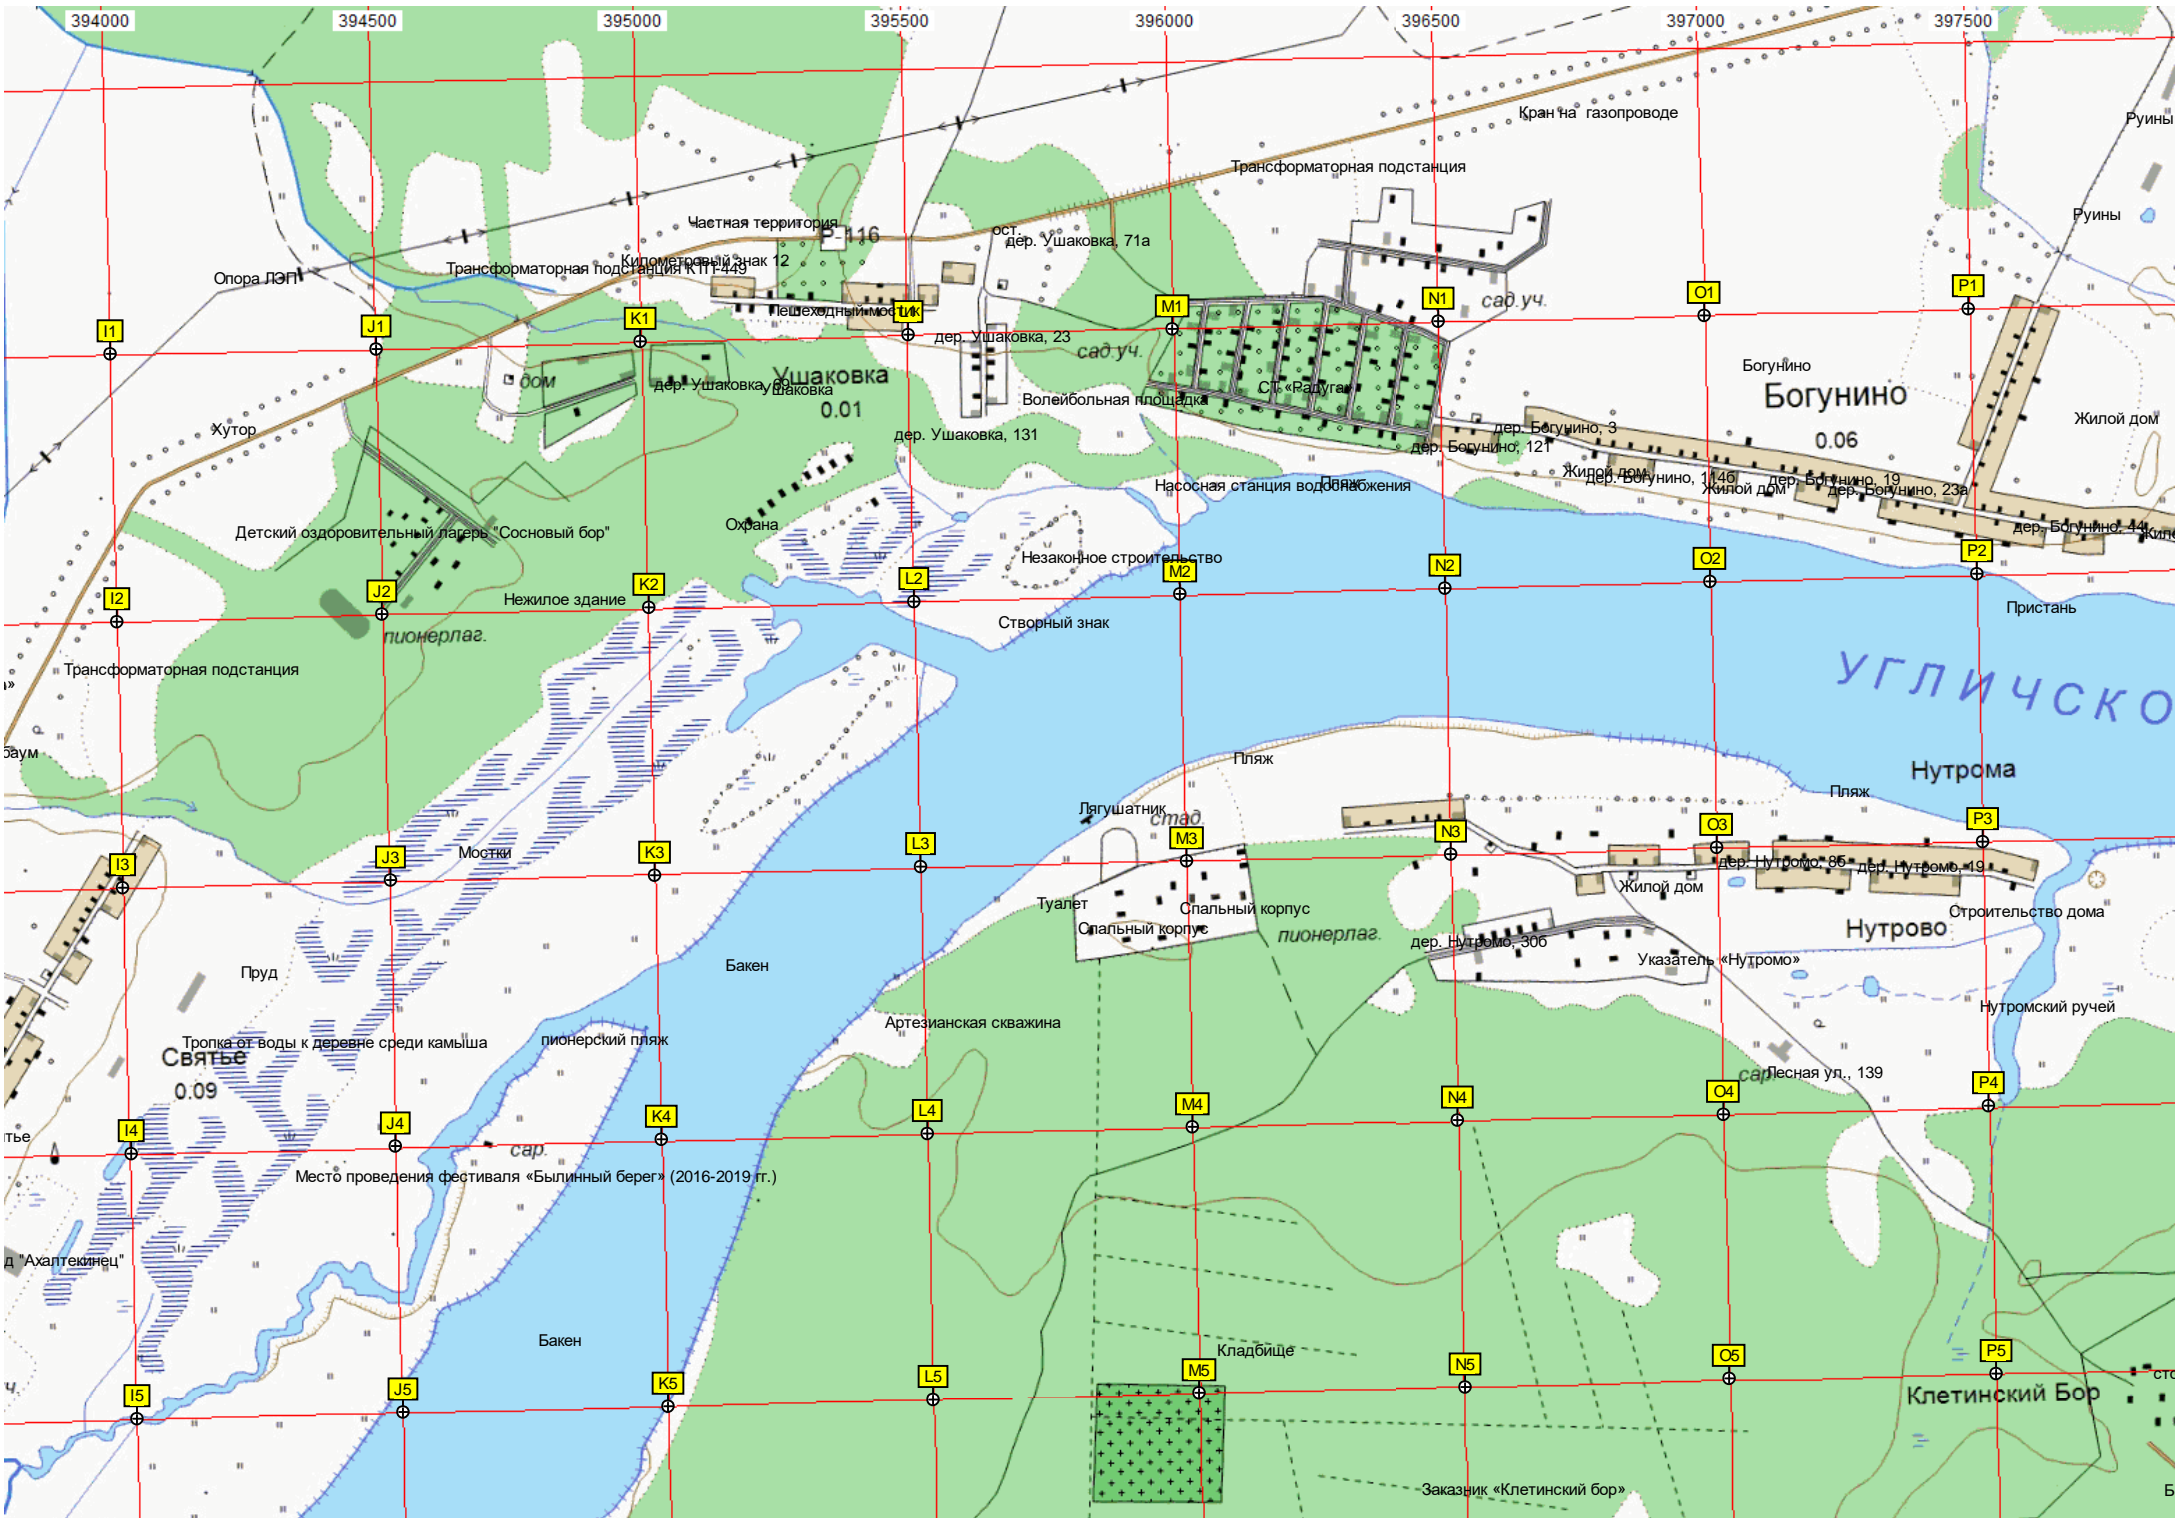 394000 394500 395000 395500 396000 396500 397000 397500
Кран на газопроводе
Руины
Трансформаторная подстанция
Руины
Частная территория
Р-116
ост.
дер. Ушаковка, 71а
Километровый знак 12
Трансформаторная подстанция КТП-449
Опора ЛЭП
сад.уч.
I1 J1 K1 L1 M1 N1 O1 P1
Пешеходный мостик
дер. Ушаковка, 23
сад.уч.
дом
дер. Ушаковка,
Ушаковка
Ушаковка
0.01
СТ «Радуга»
Волейбольная площадка
Богунино
Богунино
0.06
Жилой дом
Хутор
дер. Ушаковка, 131
дер. Богунино, 3
дер. Богунино, 121
Жилой дом
дер. Богунино, 114б
Жилой дом
дер. Богунино, 19
дер. Богунино, 23а
Насосная станция водоснабжения
Пляж
Охрана
дер. Богунино, 44
Детский оздоровительный лагерь "Сосновый бор"
Незаконное строительство
I2 J2 K2 L2 M2 N2 O2 P2
Нежилое здание
Пристань
Створный знак
пионерлаг.
Трансформаторная подстанция
»
УГЛИЧСКО
баум
Пляж
Нутрома
Пляж
Лягушатник
стад.
I3 J3 K3 L3 M3 N3 O3 P3
Мостки
дер. Нутромо, 8б
дер. Нутромо, 19
Жилой дом
Туалет
Спальный корпус
Спальный корпус
пионерлаг.
дер. Нутромо, 30б
Строительство дома
Нутрово
Указатель «Нутромо»
Пруд
Бакен
Нутромский ручей
Артезианская скважина
Тропка от воды к деревне среди камыша
пионерский пляж
Святье
0.09
сар.
Лесная ул., 139
I4 J4 K4 L4 M4 N4 O4 P4
тье
сар.
Место проведения фестиваля «Былинный берег» (2016-2019 гг.)
д "Ахалтекинец"
Бакен
Кладбище
I5 J5 K5 L5 M5 N5 O5 P5
ч.
Клетинский Бор
сто
Заказник «Клетинский бор»
Б